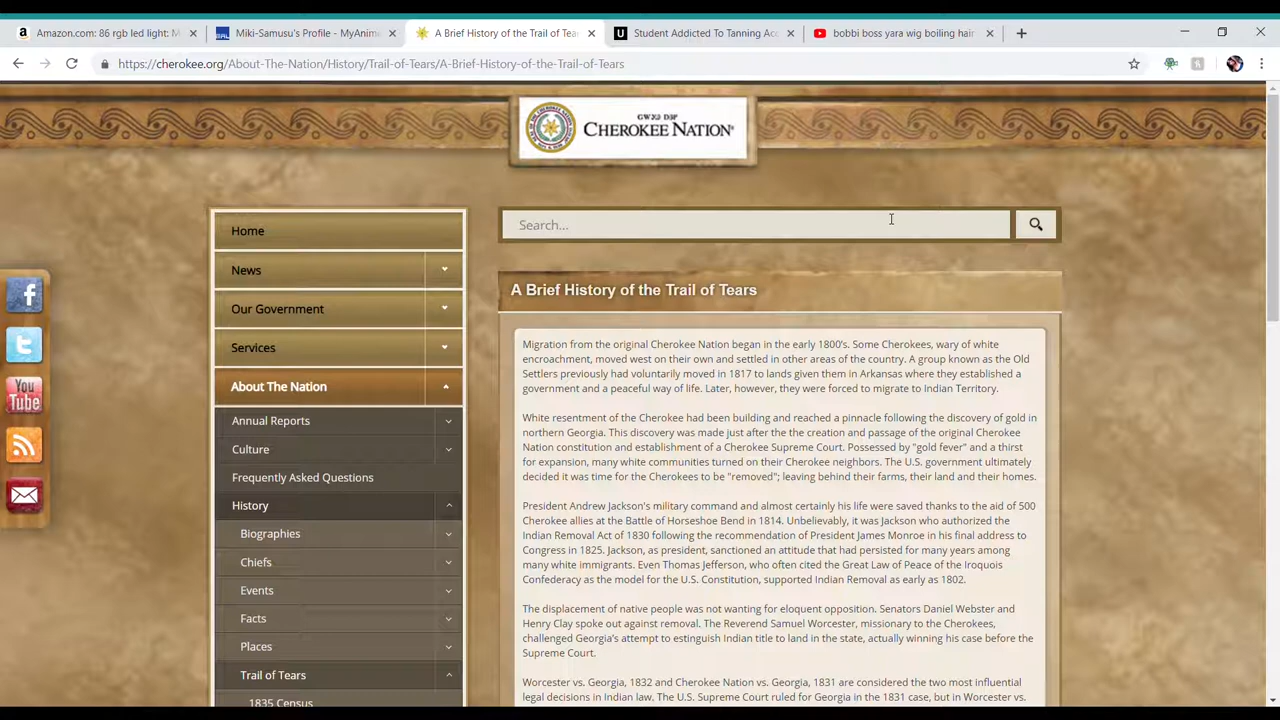 Amazon.com: 86 rgb led light: M
Miki-Samusu's Profile - MyAnim
A Brief History of the Trail of Tear
Student Addicted To Tanning Acc
bobbi boss yara wig boiling hair
https://cherokee.org/About-The-Nation/History/Trail-of-Tears/A-Brief-History-of-the-Trail-of-Tears
CHEROKEE NATION
Home
News
Our Government
Services
About The Nation
Annual Reports
Culture
Frequently Asked Questions
History
Biographies
Chiefs
Events
Facts
Places
Trail of Tears
1835 Census
You
Tube
Search...
A Brief History of the Trail of Tears
Migration from the original Cherokee Nation began in the early 1800's. Some Cherokees, wary of white
encroachment, moved west on their own and settled in other areas of the country. A group known as the Old
Settlers previously had voluntarily moved in 1817 to lands given them in Arkansas where they established a
government and a peaceful way of life. Later, however, they were forced to migrate to Indian Territory.
White resentment of the Cherokee had been building and reached a pinnacle following the discovery of gold in
northern Georgia. This discovery was made just after the the creation and passage of the original Cherokee
Nation constitution and establishment of a Cherokee Supreme Court. Possessed by "gold fever" and a thirst
for expansion, many white communities turned on their Cherokee neighbors. The U.S. government ultimately
decided it was time for the Cherokees to be "removed"; leaving behind their farms, their land and their homes.
President Andrew Jackson's military command and almost certainly his life were saved thanks to the aid of 500
Cherokee allies at the Battle of Horseshoe Bend in 1814. Unbelievably, it was Jackson who authorized the
Indian Removal Act of 1830 following the recommendation of President James Monroe in his final address to
Congress in 1825. Jackson, as president, sanctioned an attitude that had persisted for many years among
many white immigrants. Even Thomas Jefferson, who often cited the Great Law of Peace of the Iroquois
Confederacy as the model for the U.S. Constitution, supported Indian Removal as early as 1802.
The displacement of native people was not wanting for eloquent opposition. Senators Daniel Webster and
Henry Clay spoke out against removal. The Reverend Samuel Worcester, missionary to the Cherokees,
challenged Georgia's attempt to estinguish Indian title to land in the state, actually winning his case before the
Supreme Court.
Worcester vs. Georgia, 1832 and Cherokee Nation vs. Georgia, 1831 are considered the two most influential
legal decisions in Indian law. The U.S. Supreme Court ruled for Georgia in the 1831 case, but in Worcester vs.